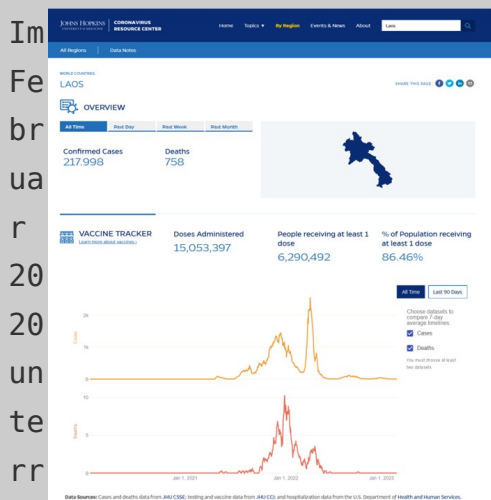 Im
Fe
br
ua
r
20
20
un
te
rr
JOHNS HOPKINS
CORONAVIRUS
RESOURCE CENTER
Home
Topics
By Region
Events & News
About
Laos
All Regions
Data Notes
WORLD COUNTRIES
LAOS
SHARE THIS PAGE
OVERVIEW
All Time
Past Day
Past Week
Past Month
Confirmed Cases
217.998
Deaths
758
VACCINE TRACKER
Learn more about vaccines ›
Doses Administered
15,053,397
People receiving at least 1
dose
6,290,492
% of Population receiving
at least 1 dose
86.46%
All Time
Last 90 Days
Choose datasets to
compare 7-day
average timelines:
Cases
Deaths
You must choose at least
two datasets
Cases
2k
1k
0
Deaths
10
5
0
Jan 1, 2021
Jan 1, 2022
Jan 1, 2023
Data Sources: Cases and deaths data from JHU CSSE; testing and vaccine data from JHU CCI; and hospitalization data from the U.S. Department of Health and Human Services.